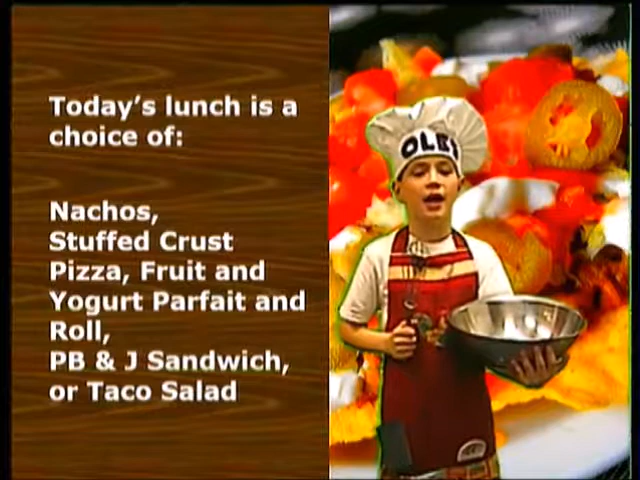 Today's lunch is a
choice of:
Nachos,
Stuffed Crust
Pizza, Fruit and
Yogurt Parfait and
Roll,
PB & J Sandwich,
or Taco Salad
OLE!